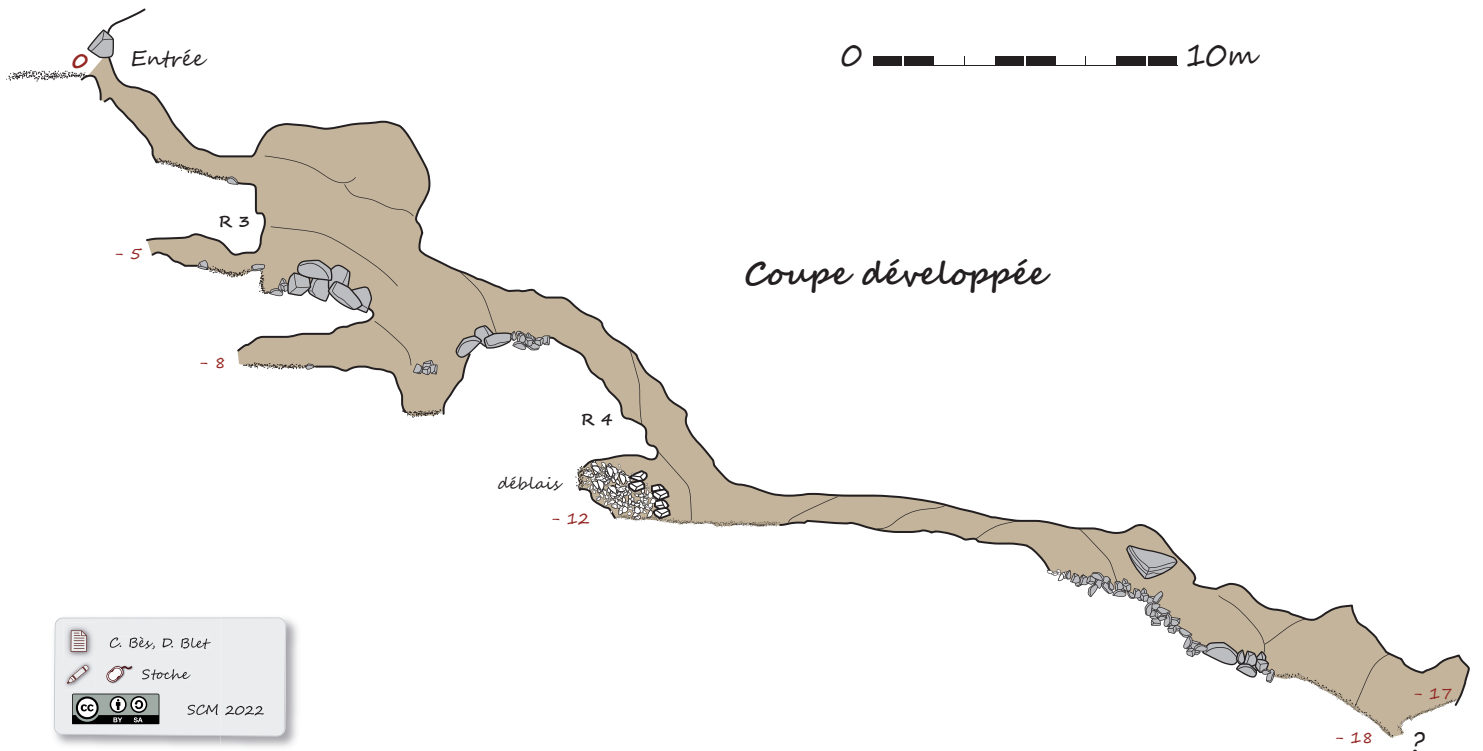 0 Entrée
0 10m
R 3
- 5
Coupe développée
- 8
R 4
déblais
- 12
C. Bès, D. Blet
Stoche
cc BY SA
SCM 2022
- 17
- 18 ?